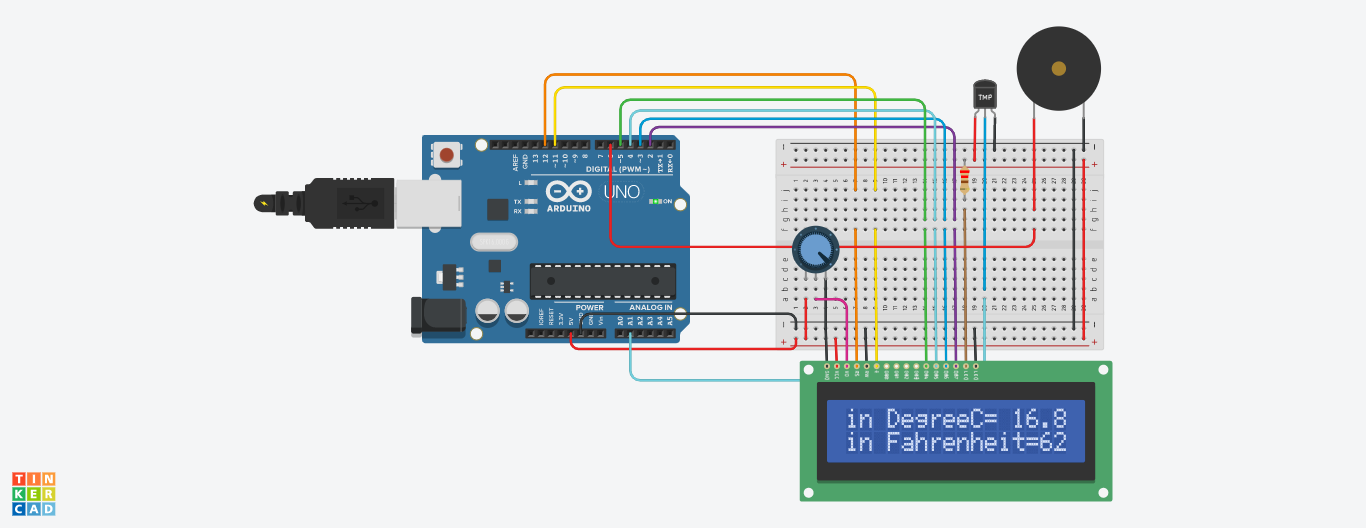 TMP
AREF
GND
13
12
~11
~10
~9
8
7
~5
4
~3
2
TX→1
RX←0
DIGITAL (PWM~)
L
TX
RX
ARDUINO
UNO
ON
POWER
ANALOG IN
IOREF
RESET
3.3V
5V
GND
Vin
A0
A1
A2
A3
A4
A5
in DegreeC= 16.8
in Fahrenheit=62
TIN
KER
CAD